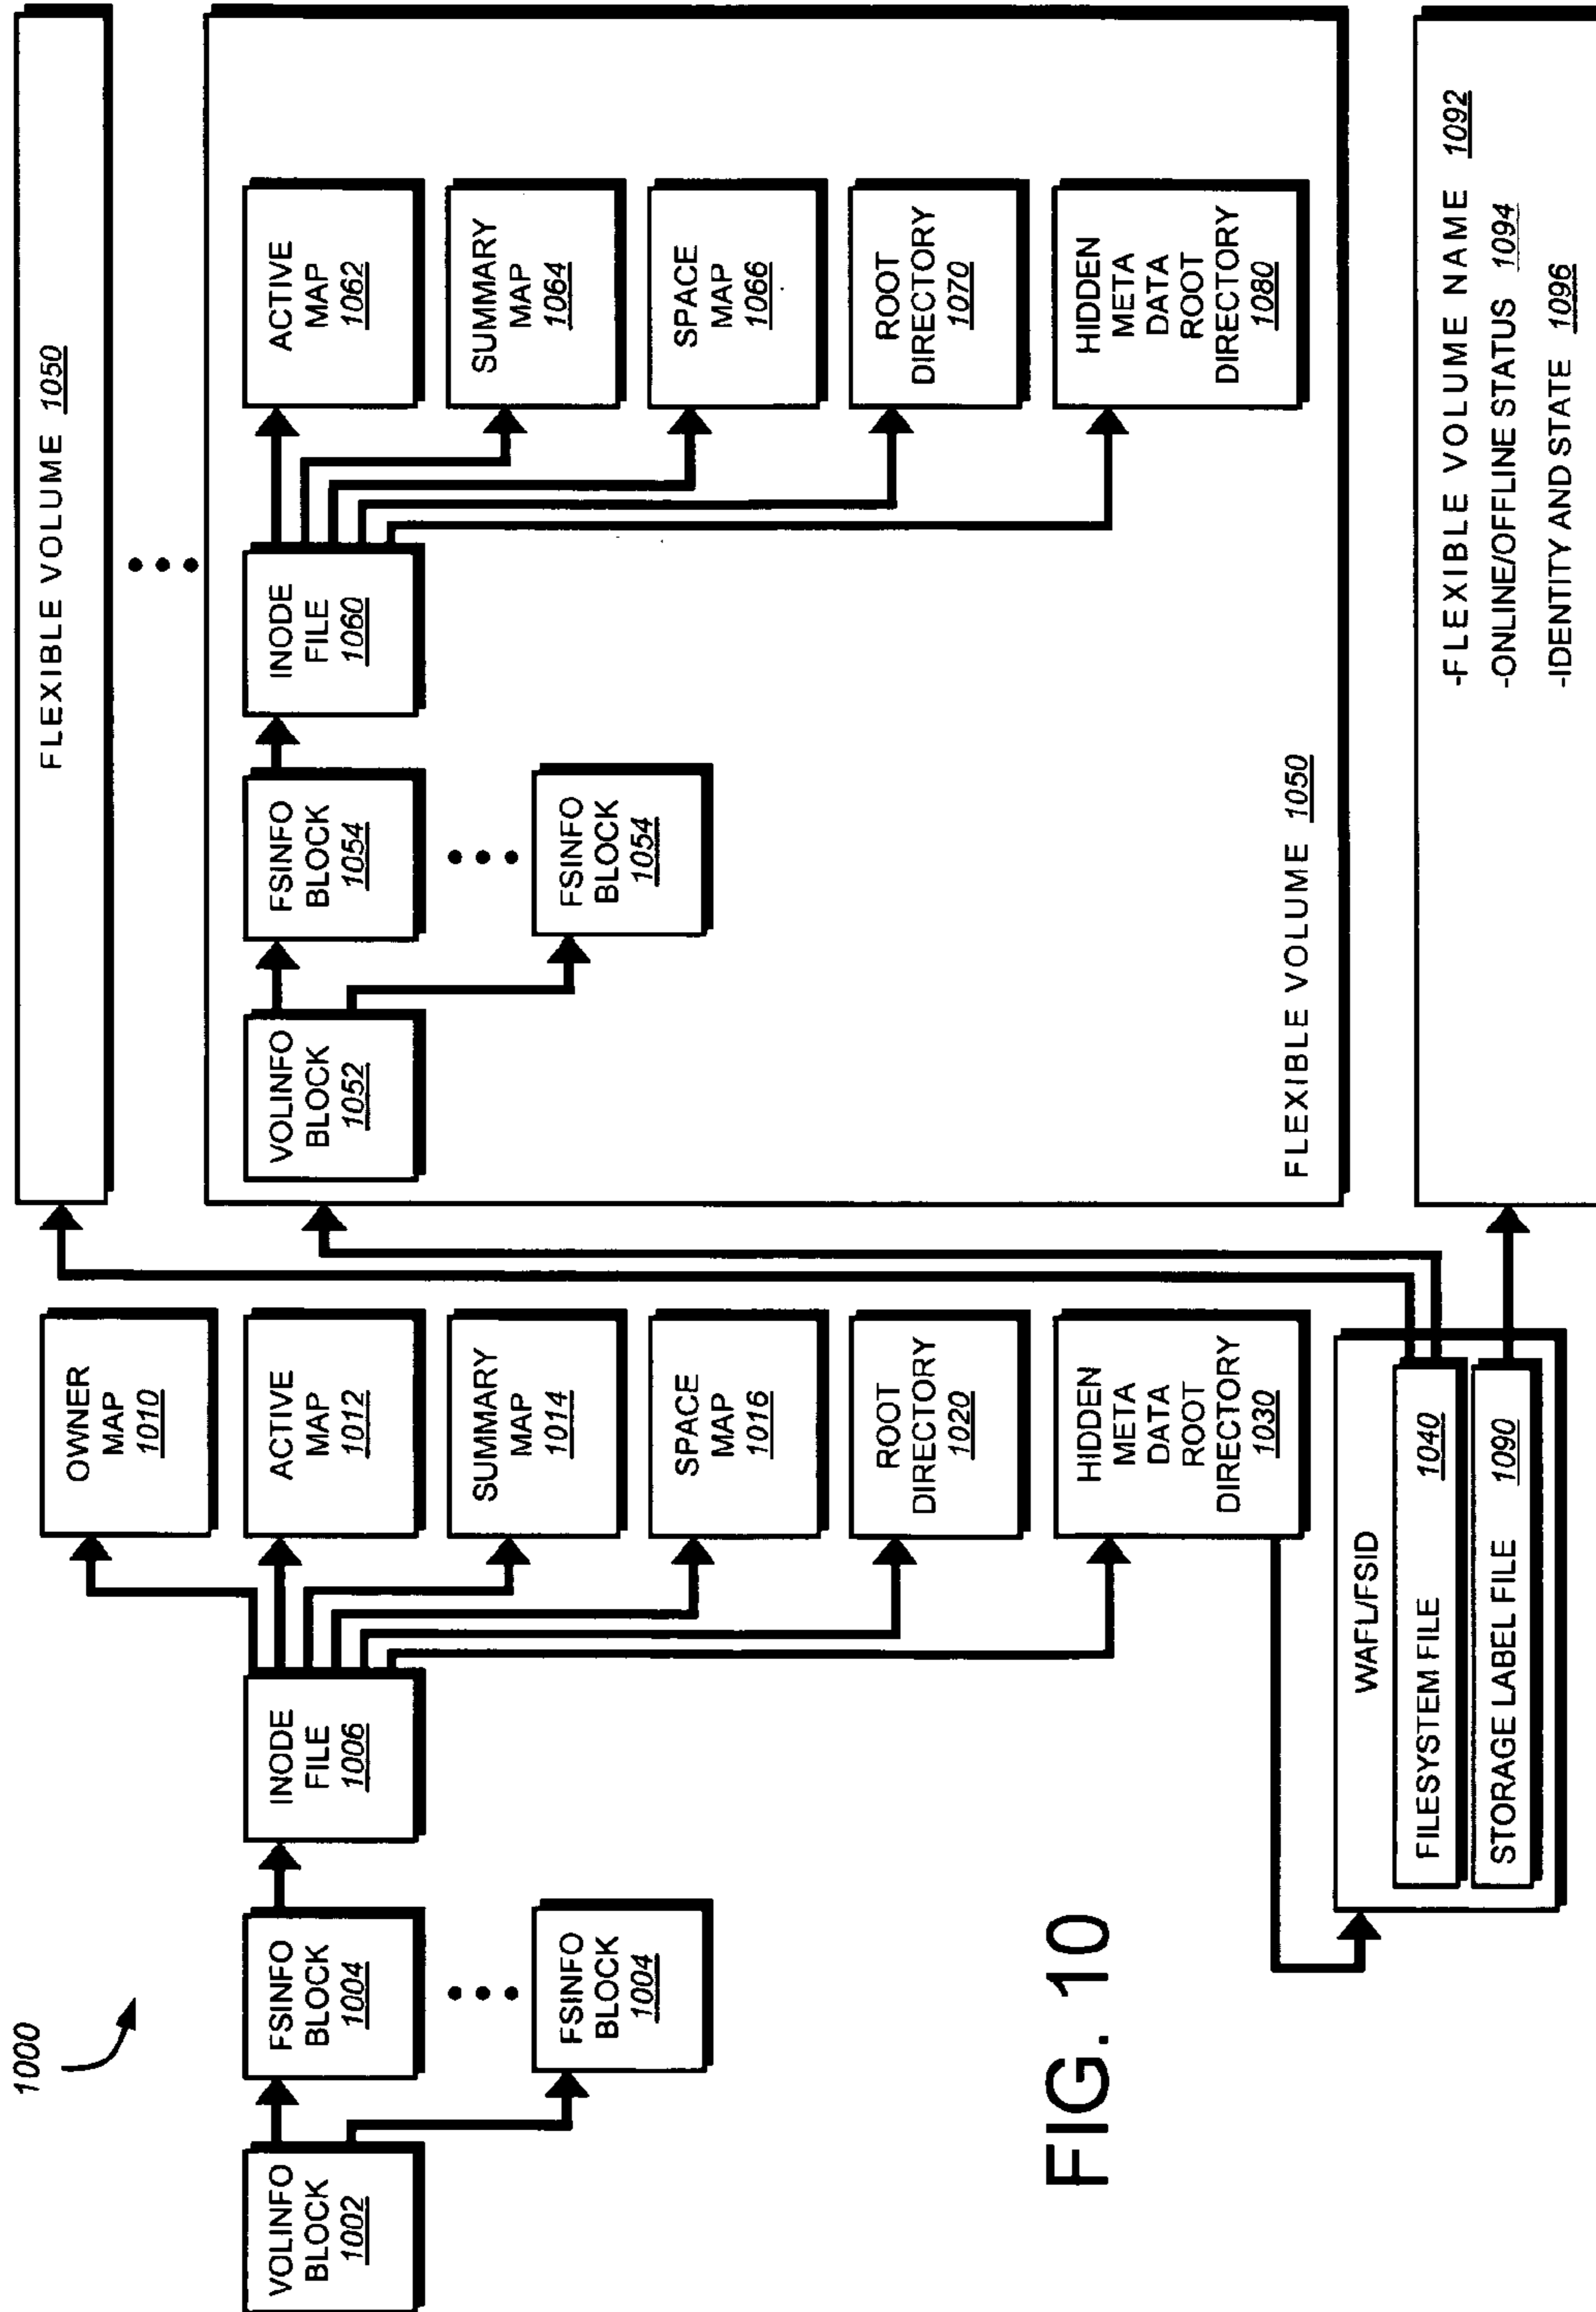 1000
VOLINFO
BLOCK
1002
FSINFO
BLOCK
1004
FSINFO
BLOCK
1004
INODE
FILE
1006
OWNER
MAP
1010
ACTIVE
MAP
1012
SUMMARY
MAP
1014
SPACE
MAP
1016
ROOT
DIRECTORY
1020
HIDDEN
META
DATA
ROOT
DIRECTORY
1030
WAFL/FSID
FILESYSTEM FILE 1040
STORAGE LABEL FILE 1090
FLEXIBLE VOLUME 1050
VOLINFO
BLOCK
1052
FSINFO
BLOCK
1054
FSINFO
BLOCK
1054
INODE
FILE
1060
ACTIVE
MAP
1062
SUMMARY
MAP
1064
SPACE
MAP
1066
ROOT
DIRECTORY
1070
HIDDEN
META
DATA
ROOT
DIRECTORY
1080
FLEXIBLE VOLUME 1050
-FLEXIBLE VOLUME NAME 1092
-ONLINE/OFFLINE STATUS 1094
-IDENTITY AND STATE 1096
FIG. 10